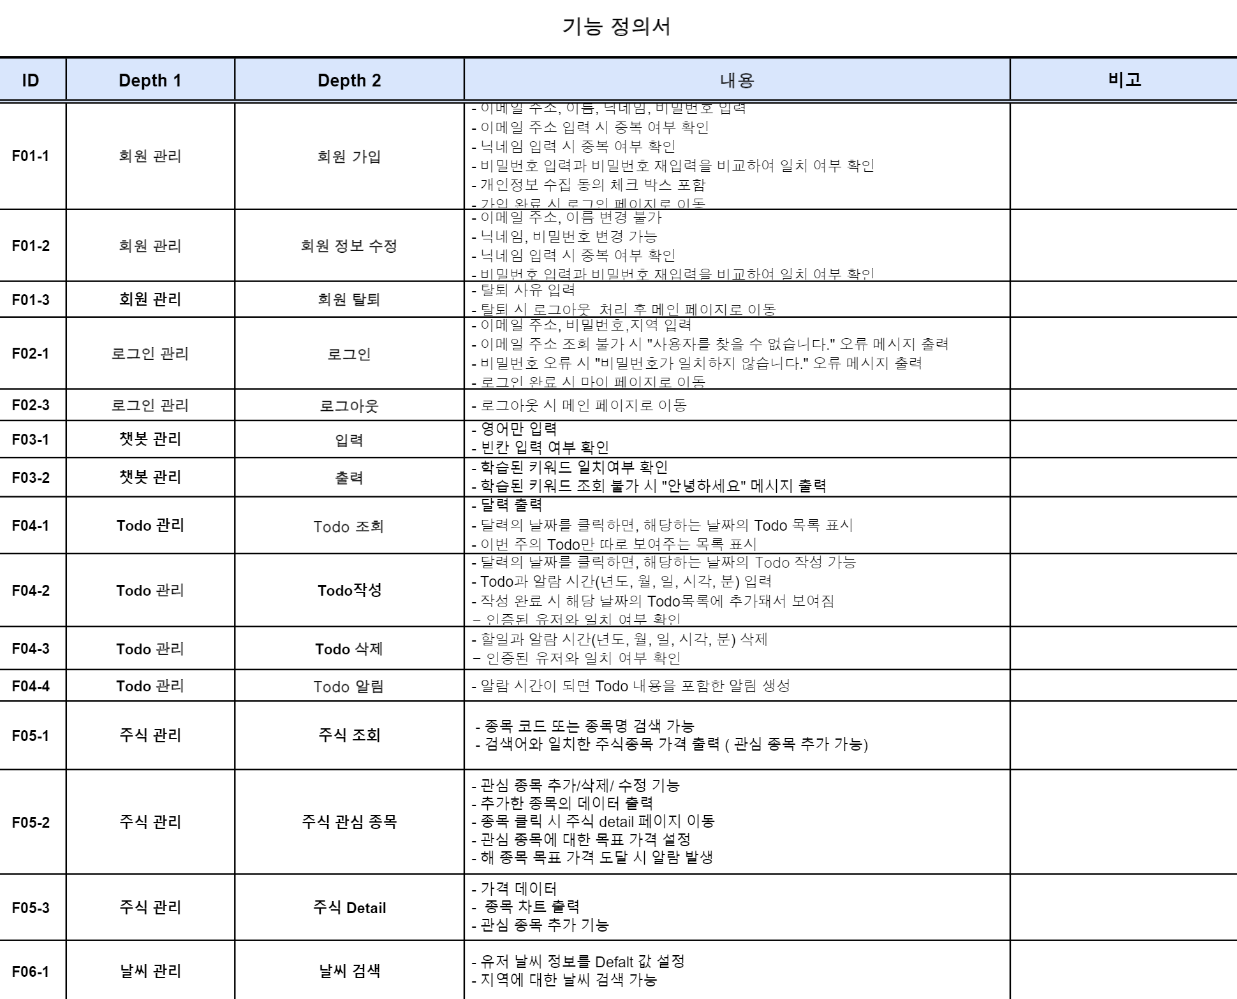 기능 정의서
ID Depth 1 Depth 2 내용 비고
F01-1 회원 관리 회원 가입
- 이메일 주소, 이름, 닉네임, 비밀번호 입력
- 이메일 주소 입력 시 중복 여부 확인
- 닉네임 입력 시 중복 여부 확인
- 비밀번호 입력과 비밀번호 재입력을 비교하여 일치 여부 확인
- 개인정보 수집 동의 체크 박스 포함
- 가입 완료 시 로그인 페이지로 이동
F01-2 회원 관리 회원 정보 수정
- 이메일 주소, 이름 변경 불가
- 닉네임, 비밀번호 변경 가능
- 닉네임 입력 시 중복 여부 확인
- 비밀번호 입력과 비밀번호 재입력을 비교하여 일치 여부 확인
F01-3 회원 관리 회원 탈퇴
- 탈퇴 사유 입력
- 탈퇴 시 로그아웃 처리 후 메인 페이지로 이동
F02-1 로그인 관리 로그인
- 이메일 주소, 비밀번호,지역 입력
- 이메일 주소 조회 불가 시 "사용자를 찾을 수 없습니다." 오류 메시지 출력
- 비밀번호 오류 시 "비밀번호가 일치하지 않습니다." 오류 메시지 출력
- 로그인 완료 시 마이 페이지로 이동
F02-3 로그인 관리 로그아웃
- 로그아웃 시 메인 페이지로 이동
F03-1 챗봇 관리 입력
- 영어만 입력
- 빈칸 입력 여부 확인
F03-2 챗봇 관리 출력
- 학습된 키워드 일치여부 확인
- 학습된 키워드 조회 불가 시 "안녕하세요" 메시지 출력
F04-1 Todo 관리 Todo 조회
- 달력 출력
- 달력의 날짜를 클릭하면, 해당하는 날짜의 Todo 목록 표시
- 이번 주의 Todo만 따로 보여주는 목록 표시
F04-2 Todo 관리 Todo작성
- 달력의 날짜를 클릭하면, 해당하는 날짜의 Todo 작성 가능
- Todo과 알람 시간(년도, 월, 일, 시각, 분) 입력
- 작성 완료 시 해당 날짜의 Todo목록에 추가돼서 보여짐
- 인증된 유저와 일치 여부 확인
F04-3 Todo 관리 Todo 삭제
- 할일과 알람 시간(년도, 월, 일, 시각, 분) 삭제
- 인증된 유저와 일치 여부 확인
F04-4 Todo 관리 Todo 알림
- 알람 시간이 되면 Todo 내용을 포함한 알림 생성
F05-1 주식 관리 주식 조회
- 종목 코드 또는 종목명 검색 가능
- 검색어와 일치한 주식종목 가격 출력 ( 관심 종목 추가 가능)
F05-2 주식 관리 주식 관심 종목
- 관심 종목 추가/삭제/ 수정 기능
- 추가한 종목의 데이터 출력
- 종목 클릭 시 주식 detail 페이지 이동
- 관심 종목에 대한 목표 가격 설정
- 해 종목 목표 가격 도달 시 알람 발생
F05-3 주식 관리 주식 Detail
- 가격 데이터
- 종목 차트 출력
- 관심 종목 추가 기능
F06-1 날씨 관리 날씨 검색
- 유저 날씨 정보를 Defalt 값 설정
- 지역에 대한 날씨 검색 가능